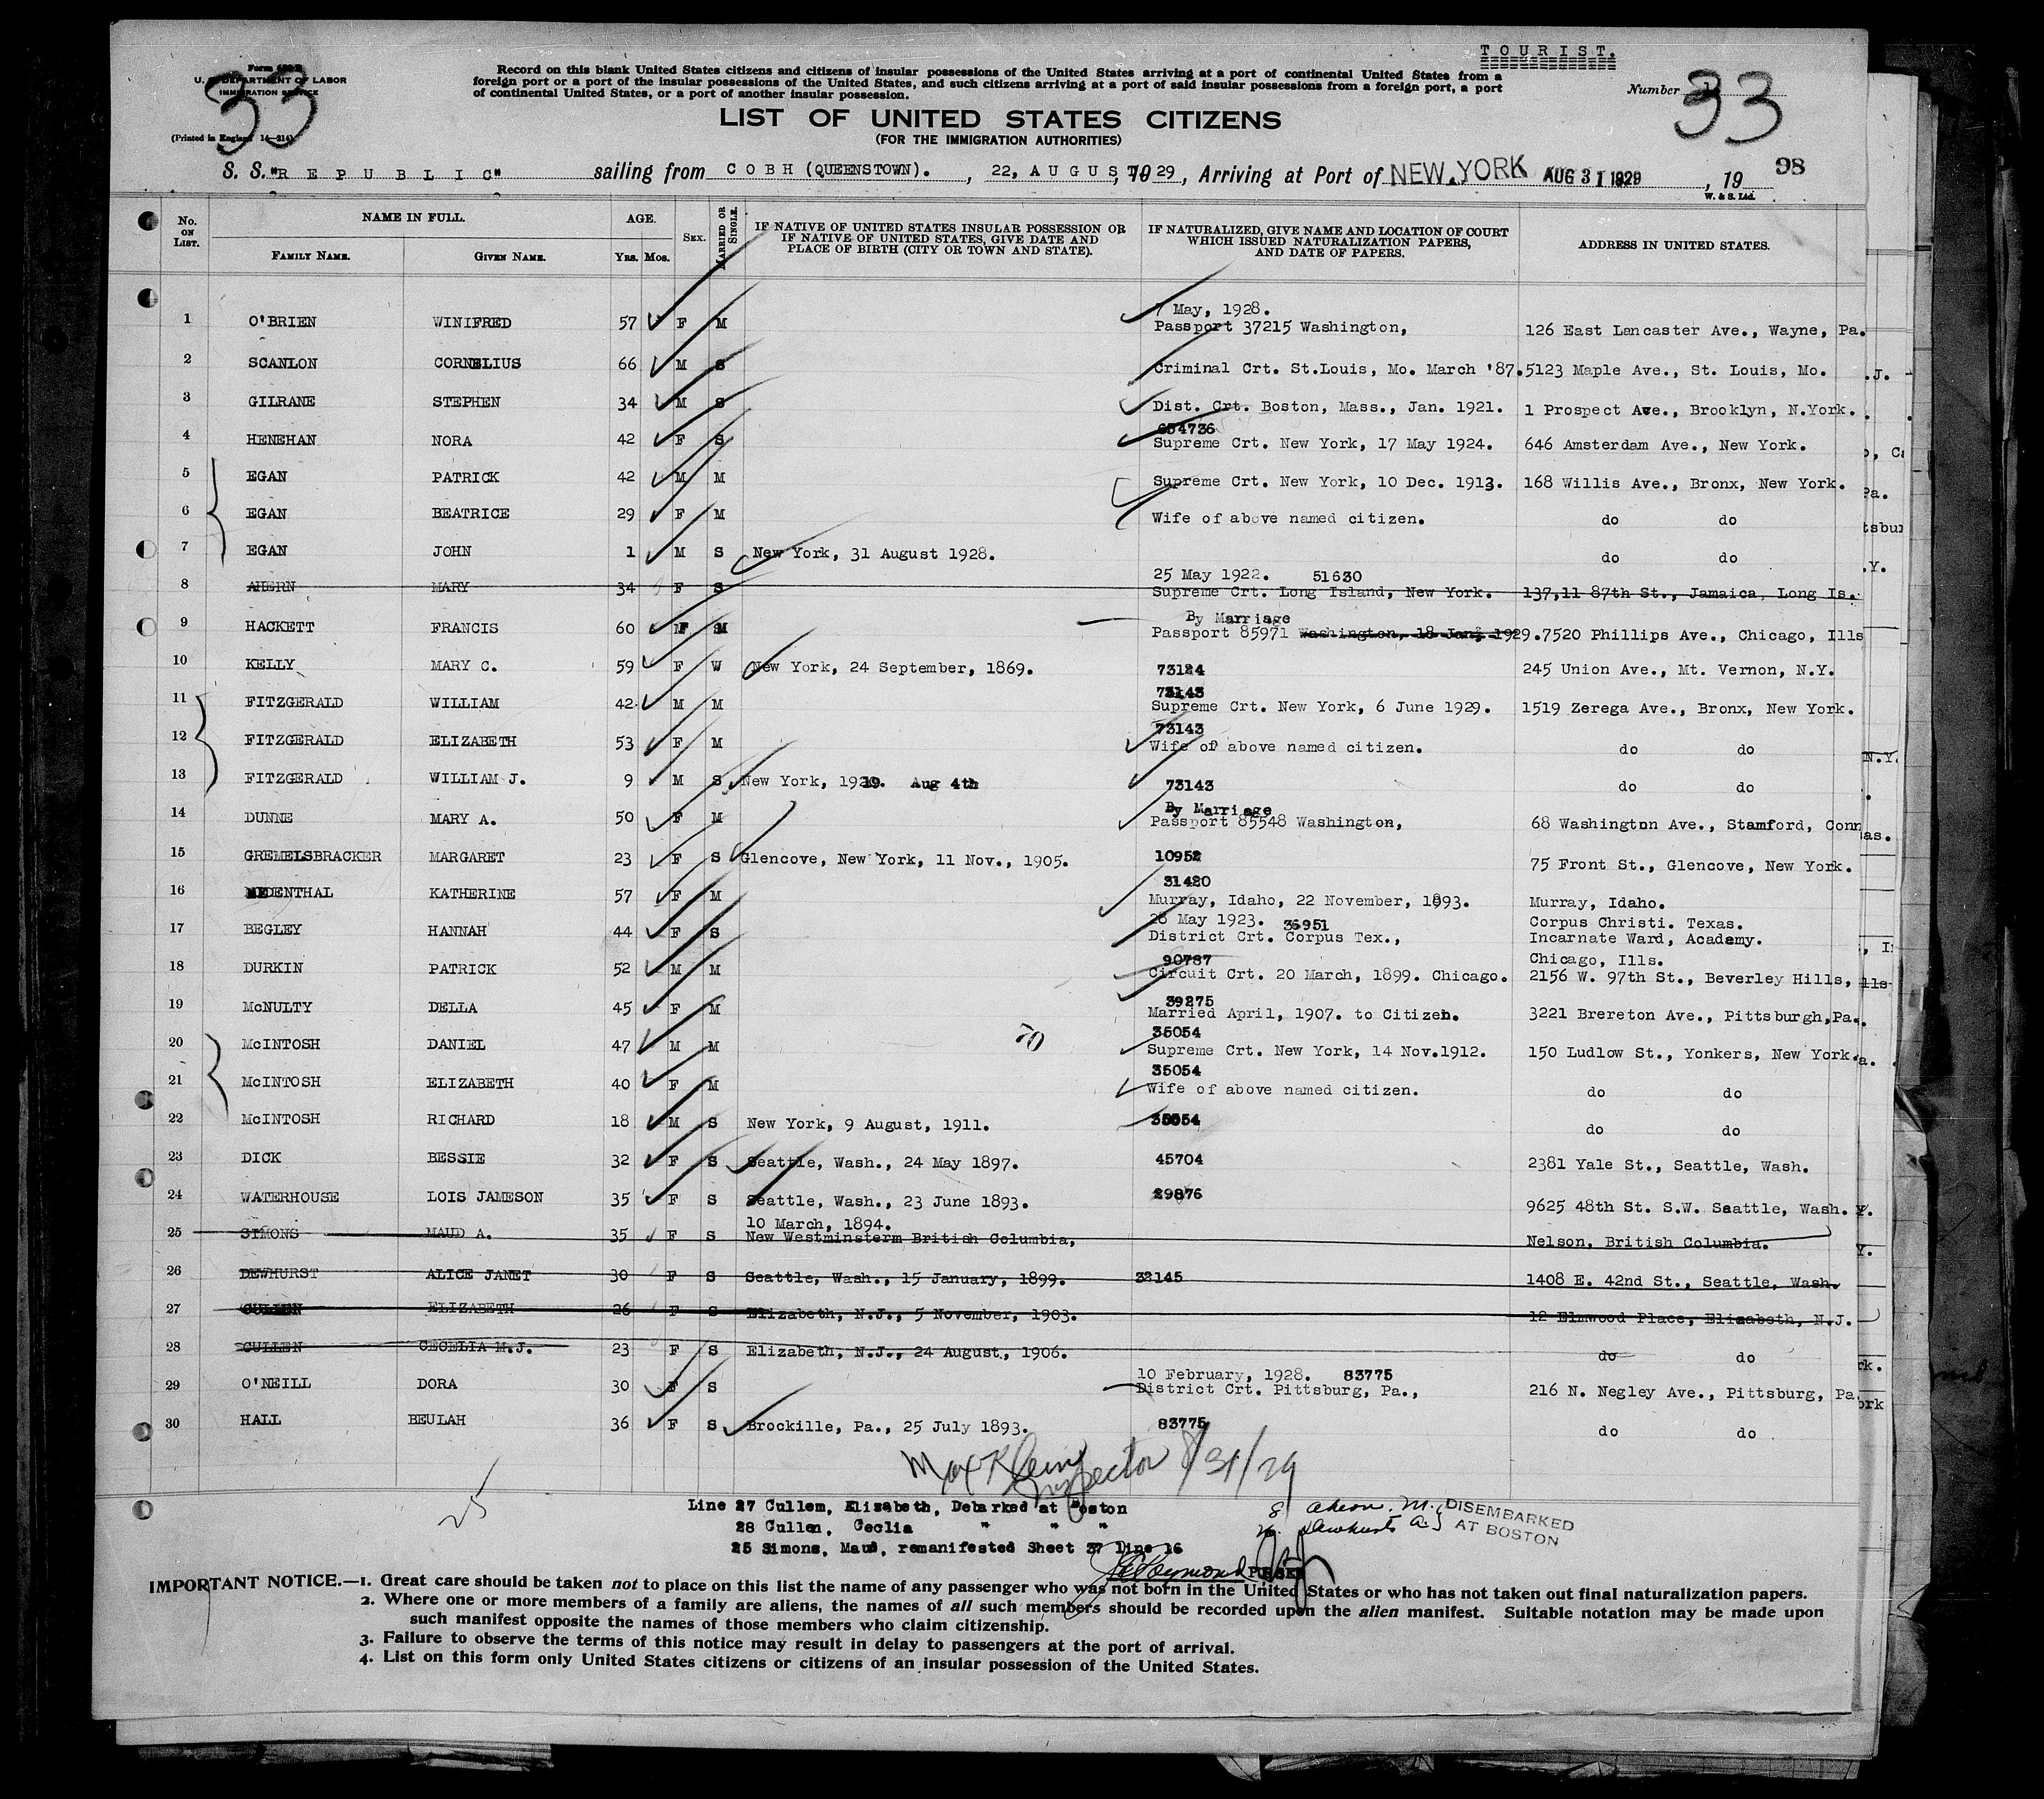 TOURIST.
Form
U. S. DEPARTMENT OF LABOR
IMMIGRATION SERVICE
(Printed in England 14—214)
33
Record on this blank United States citizens and citizens of insular possessions of the United States arriving at a port of continental United States from a
foreign port or a port of the insular possessions of the United States, and such citizens arriving at a port of said insular possessions from a foreign port, a port
of continental United States, or a port of another insular possession.
Number 33
LIST OF UNITED STATES CITIZENS
(FOR THE IMMIGRATION AUTHORITIES)
98
S. S. "REPUBLIC" sailing from COBH (QUEENSTOWN)., 22, AUGUST, 1929, Arriving at Port of NEW YORK AUG 31 1929, 19
W. & S. Ltd.
No. ON LIST. NAME IN FULL. FAMILY NAME. GIVEN NAME. AGE. YRS. MOS. SEX. MARRIED OR SINGLE. IF NATIVE OF UNITED STATES INSULAR POSSESSION OR IF NATIVE OF UNITED STATES, GIVE DATE AND PLACE OF BIRTH (CITY OR TOWN AND STATE). IF NATURALIZED, GIVE NAME AND LOCATION OF COURT WHICH ISSUED NATURALIZATION PAPERS, AND DATE OF PAPERS. ADDRESS IN UNITED STATES.
7 May, 1928.
1 O'BRIEN WINIFRED 57 F M Passport 37215 Washington, 126 East Lancaster Ave., Wayne, Pa.
2 SCANLON CORNELIUS 66 M S Criminal Crt. St.Louis, Mo. March '87. 5123 Maple Ave., St. Louis, Mo.
3 GILRANE STEPHEN 34 M S Dist. Crt. Boston, Mass., Jan. 1921. 1 Prospect Ave., Brooklyn, N.York.
654736
4 HENEHAN NORA 42 F S Supreme Crt. New York, 17 May 1924. 646 Amsterdam Ave., New York.
5 EGAN PATRICK 42 M M Supreme Crt. New York, 10 Dec. 1913. 168 Willis Ave., Bronx, New York.
6 EGAN BEATRICE 29 F M Wife of above named citizen. do do
7 EGAN JOHN 1 M S New York, 31 August 1928. do do
25 May 1922. 51630
8 AHERN MARY 34 F S Supreme Crt. Long Island, New York. 137,11 87th St., Jamaica, Long Is.
By Marriage
9 HACKETT FRANCIS 60 F M Passport 85971 Washington, 18 Jan, 1929. 7520 Phillips Ave., Chicago, Ills
10 KELLY MARY C. 59 F W New York, 24 September, 1869. 73124 245 Union Ave., Mt. Vernon, N.Y.
73143
11 FITZGERALD WILLIAM 42 M M Supreme Crt. New York, 6 June 1929. 1519 Zerega Ave., Bronx, New York.
73143
12 FITZGERALD ELIZABETH 53 F M Wife of above named citizen. do do
13 FITZGERALD WILLIAM J. 9 M S New York, 1919. Aug 4th 73143 do do
By Marriage
14 DUNNE MARY A. 50 F M Passport 85548 Washington, 68 Washington Ave., Stamford, Conn
15 GREMELSBRACKER MARGARET 23 F S Glencove, New York, 11 Nov., 1905. 10952 75 Front St., Glencove, New York.
31420
16 MEDENTHAL KATHERINE 57 F M Murray, Idaho, 22 November, 1893. Murray, Idaho.
28 May 1923. 36951 Corpus Christi. Texas.
17 BEGLEY HANNAH 44 F S District Crt. Corpus Tex., Incarnate Ward, Academy.
90787 Chicago, Ills.
18 DURKIN PATRICK 52 M M Circuit Crt. 20 March, 1899. Chicago. 2156 W. 97th St., Beverley Hills, Ills
39275
19 McNULTY DELLA 45 F M Married April, 1907. to Citizen. 3221 Brereton Ave., Pittsburgh, Pa.
70
35054
20 McINTOSH DANIEL 47 M M Supreme Crt. New York, 14 Nov.1912. 150 Ludlow St., Yonkers, New York.
35054
21 McINTOSH ELIZABETH 40 F M Wife of above named citizen. do do
22 McINTOSH RICHARD 18 M S New York, 9 August, 1911. 35054 do do
23 DICK BESSIE 32 F S Seattle, Wash., 24 May 1897. 45704 2381 Yale St., Seattle, Wash.
24 WATERHOUSE LOIS JAMESON 35 F S Seattle, Wash., 23 June 1893. 29876 9625 48th St. S.W. Seattle, Wash.
10 March, 1894.
25 SIMONS MAUD A. 35 F S New Westminsterm British Columbia, Nelson, British Columbia.
26 DEWHURST ALICE JANET 30 F S Seattle, Wash., 15 January, 1899. 32145 1408 E. 42nd St., Seattle, Wash.
27 CULLEN ELIZABETH 26 F S Elizabeth, N.J., 5 November, 1903. 12 Elmwood Place, Elizabeth, N.J.
28 CULLEN CECELIA M.J. 23 F S Elizabeth, N.J., 24 August, 1906. do do
10 February, 1928. 83775
29 O'NEILL DORA 30 F S District Crt. Pittsburg, Pa., 216 N. Negley Ave., Pittsburg, Pa
30 HALL BEULAH 36 F S Brockille, Pa., 25 July 1893. 83775 do do
Max Klein Inspector 8/31/29
25
Line 27 Cullem, Elizabeth, Debarked at Boston
28 Cullen, Ceclia " " "
25 Simons, Maud, remanifested Sheet 37 line 16
8 Ahern, M.
26 Dewhurst A.
DISEMBARKED
AT BOSTON
PURSER
IMPORTANT NOTICE.—1. Great care should be taken not to place on this list the name of any passenger who was not born in the United States or who has not taken out final naturalization papers.
2. Where one or more members of a family are aliens, the names of all such members should be recorded upon the alien manifest. Suitable notation may be made upon
such manifest opposite the names of those members who claim citizenship.
3. Failure to observe the terms of this notice may result in delay to passengers at the port of arrival.
4. List on this form only United States citizens or citizens of an insular possession of the United States.